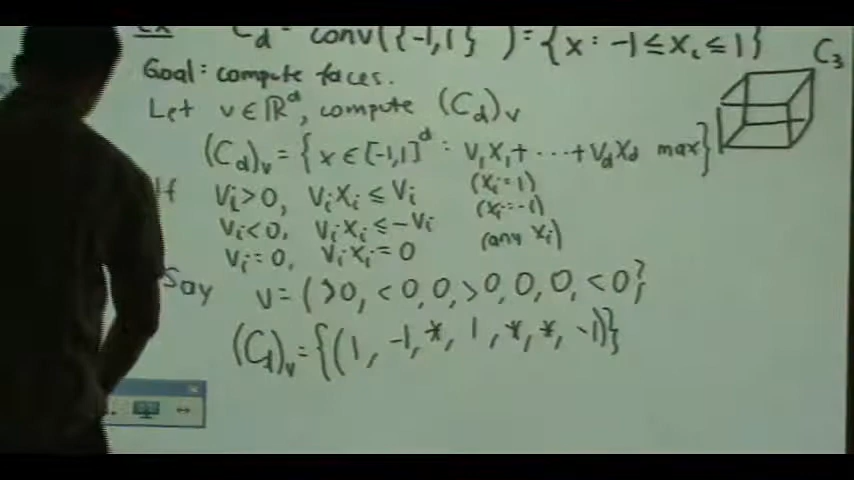 Ex C_d = conv({-1,1} ) = {x : -1 ≤ x_i ≤ 1}
C_3
Goal: compute faces.
Let v ∈ ℝ^d, compute (C_d)_v
(C_d)_v = {x ∈ [-1,1]^d : v_1x_1 + ⋯ + v_dx_d max}
If v_i > 0, v_ix_i ≤ v_i (x_i = 1)
v_i < 0, v_ix_i ≤ -v_i (x_i = -1)
v_i = 0, v_ix_i = 0 (any x_i)
Say v = (>0, <0, 0, >0, 0, 0, <0)
(C_d)_v = {(1, -1, *, 1, *, *, -1)}